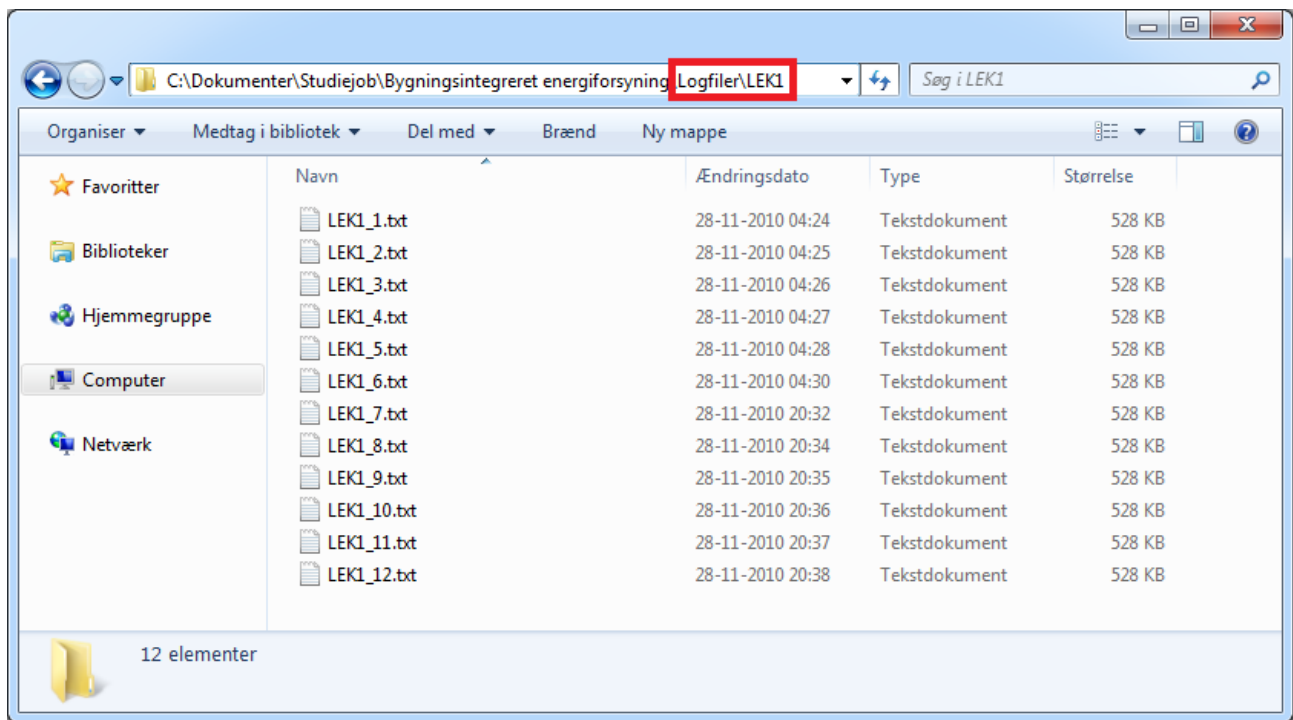 C:\Dokumenter\Studiejob\Bygningsintegreret energiforsyning\Logfiler\LEK1
Søg i LEK1
Organiser Medtag i bibliotek Del med Brænd Ny mappe
Navn Ændringsdato Type Størrelse
Favoritter
Biblioteker
Hjemmegruppe
Computer
Netværk
LEK1_1.txt 28-11-2010 04:24 Tekstdokument 528 KB
LEK1_2.txt 28-11-2010 04:25 Tekstdokument 528 KB
LEK1_3.txt 28-11-2010 04:26 Tekstdokument 528 KB
LEK1_4.txt 28-11-2010 04:27 Tekstdokument 528 KB
LEK1_5.txt 28-11-2010 04:28 Tekstdokument 528 KB
LEK1_6.txt 28-11-2010 04:30 Tekstdokument 528 KB
LEK1_7.txt 28-11-2010 20:32 Tekstdokument 528 KB
LEK1_8.txt 28-11-2010 20:34 Tekstdokument 528 KB
LEK1_9.txt 28-11-2010 20:35 Tekstdokument 528 KB
LEK1_10.txt 28-11-2010 20:36 Tekstdokument 528 KB
LEK1_11.txt 28-11-2010 20:37 Tekstdokument 528 KB
LEK1_12.txt 28-11-2010 20:38 Tekstdokument 528 KB
12 elementer